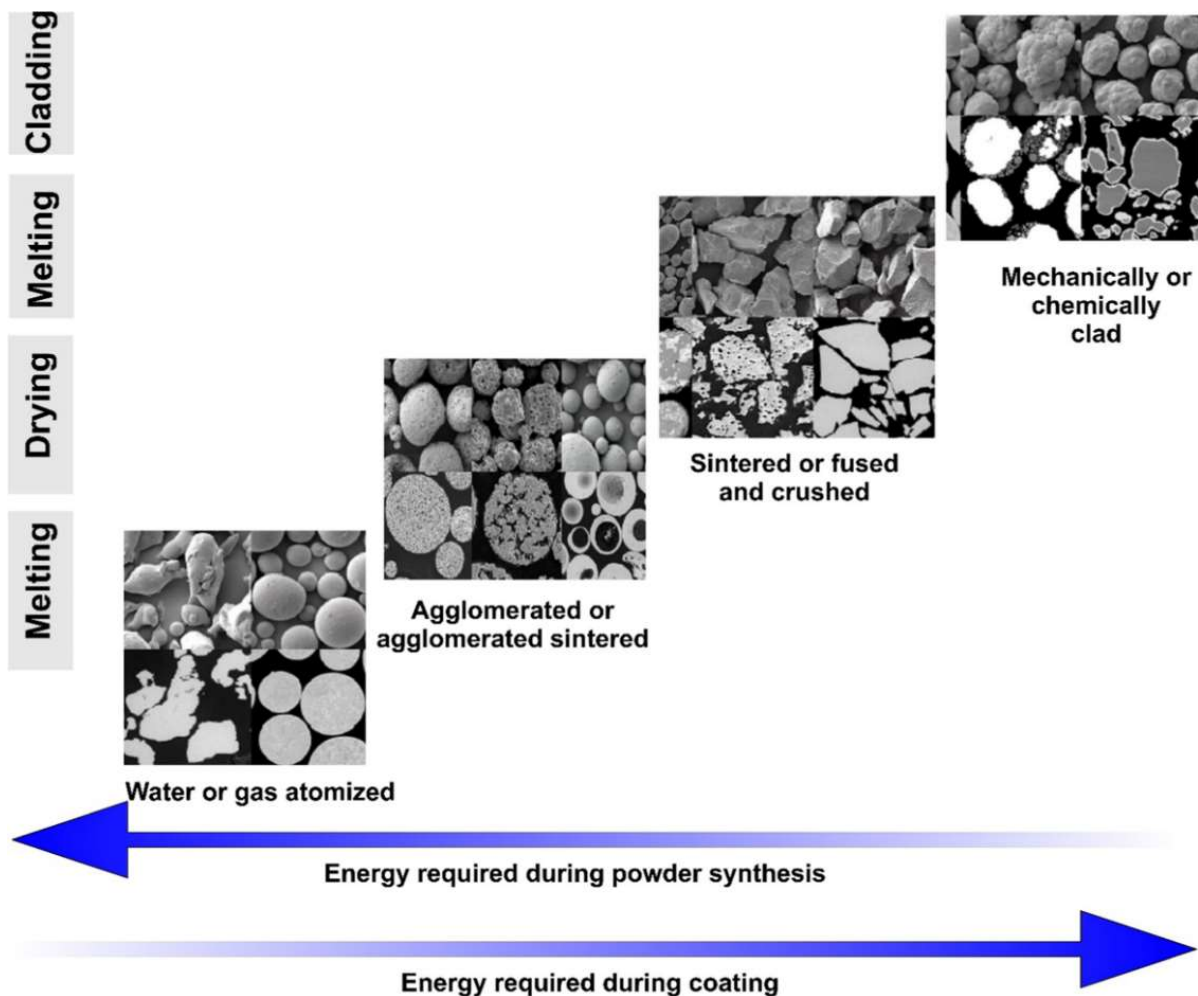 Cladding
Melting
Drying
Melting
Mechanically or
chemically
clad
Sintered or fused
and crushed
Agglomerated or
agglomerated sintered
Water or gas atomized
Energy required during powder synthesis
Energy required during coating